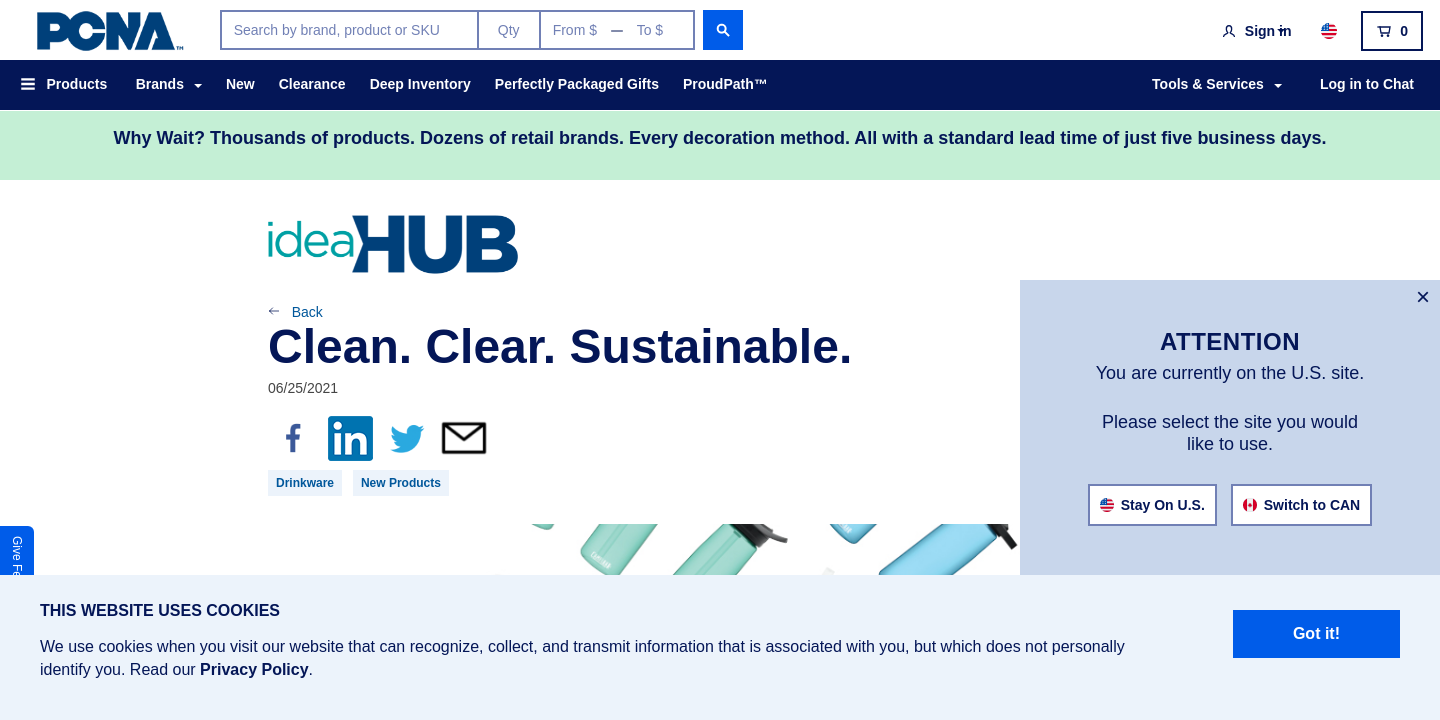 PCNA™
Search by brand, product or SKU
Qty
From $ — To $
Sign in
0
Products
Brands
New
Clearance
Deep Inventory
Perfectly Packaged Gifts
ProudPath™
Tools & Services
Log in to Chat
Why Wait? Thousands of products. Dozens of retail brands. Every decoration method. All with a standard lead time of just five business days.
ideaHUB
Back
Clean. Clear. Sustainable.
06/25/2021
Drinkware
New Products
×
ATTENTION
You are currently on the U.S. site.
Please select the site you would
like to use.
Stay On U.S.
Switch to CAN
Give
THIS WEBSITE USES COOKIES
We use cookies when you visit our website that can recognize, collect, and transmit information that is associated with you, but which does not personally
identify you. Read our Privacy Policy.
Got it!